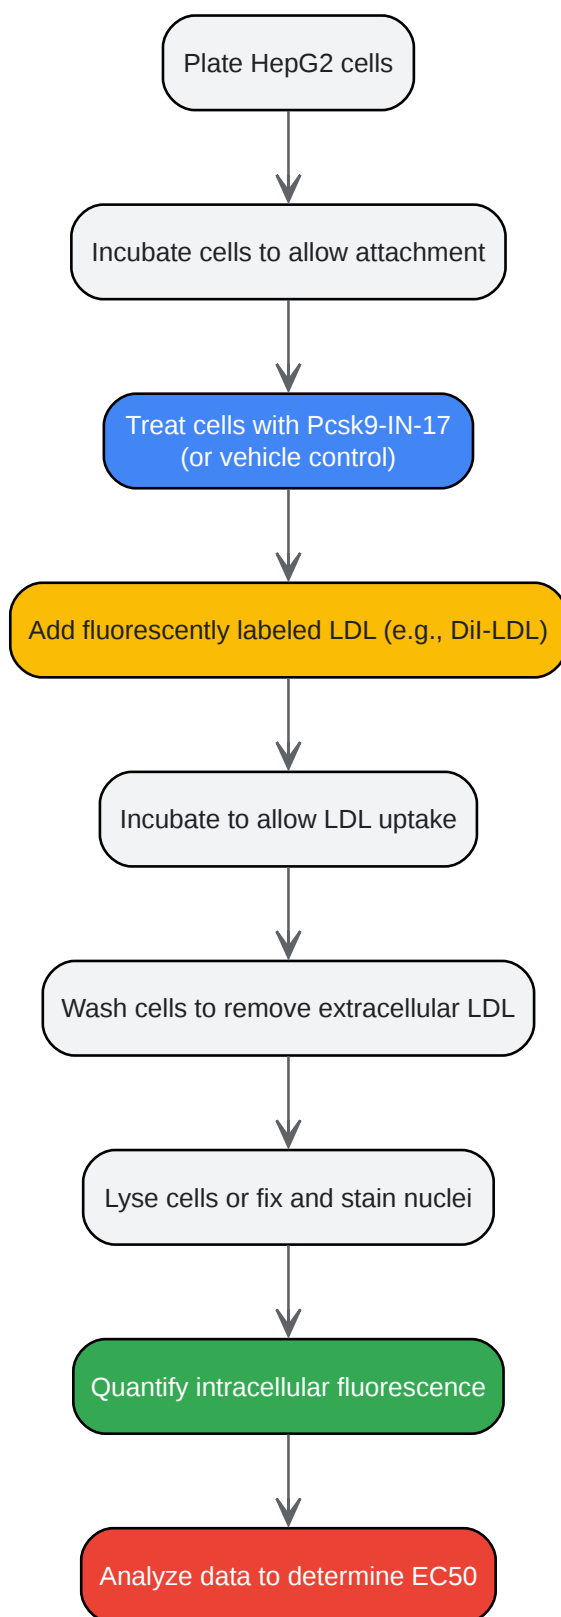 Plate HepG2 cells
Incubate cells to allow attachment
Treat cells with Pcsk9-IN-17
(or vehicle control)
Add fluorescently labeled LDL (e.g., DiI-LDL)
Incubate to allow LDL uptake
Wash cells to remove extracellular LDL
Lyse cells or fix and stain nuclei
Quantify intracellular fluorescence
Analyze data to determine EC50